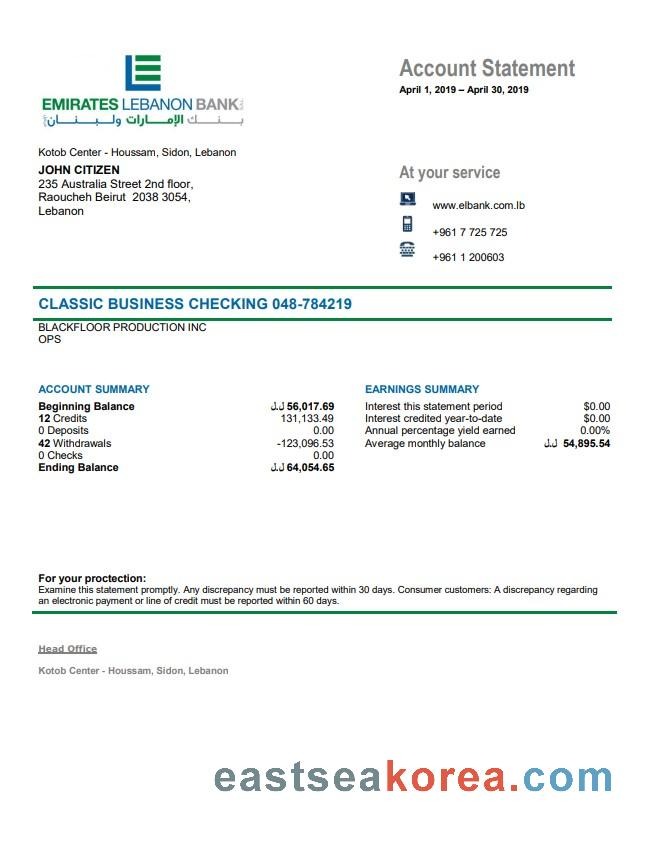 EMIRATES LEBANON BANK
بنك الإمارات ولبنان
Account Statement
April 1, 2019 – April 30, 2019
Kotob Center - Houssam, Sidon, Lebanon
JOHN CITIZEN
235 Australia Street 2nd floor,
Raoucheh Beirut 2038 3054,
Lebanon
At your service
www.elbank.com.lb
+961 7 725 725
+961 1 200603
CLASSIC BUSINESS CHECKING 048-784219
BLACKFLOOR PRODUCTION INC
OPS
ACCOUNT SUMMARY
Beginning Balance ل.ل 56,017.69
12 Credits 131,133.49
0 Deposits 0.00
42 Withdrawals -123,096.53
0 Checks 0.00
Ending Balance ل.ل 64,054.65
EARNINGS SUMMARY
Interest this statement period $0.00
Interest credited year-to-date $0.00
Annual percentage yield earned 0.00%
Average monthly balance ل.ل 54,895.54
For your proctection:
Examine this statement promptly. Any discrepancy must be reported within 30 days. Consumer customers: A discrepancy regarding
an electronic payment or line of credit must be reported within 60 days.
Head Office
Kotob Center - Houssam, Sidon, Lebanon
eastseakorea.com